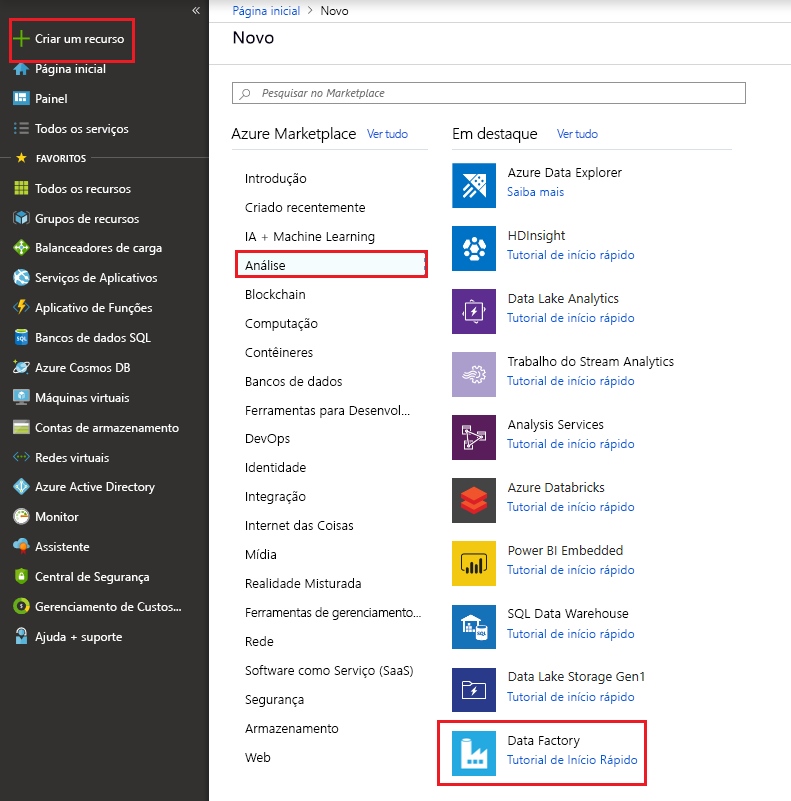 «
Criar um recurso
Página inicial
Painel
Todos os serviços
FAVORITOS
Todos os recursos
Grupos de recursos
Balanceadores de carga
Serviços de Aplicativos
Aplicativo de Funções
Bancos de dados SQL
Azure Cosmos DB
Máquinas virtuais
Contas de armazenamento
Redes virtuais
Azure Active Directory
Monitor
Assistente
Central de Segurança
Gerenciamento de Custos...
Ajuda + suporte
Página inicial > Novo
Novo
Pesquisar no Marketplace
Azure Marketplace Ver tudo
Introdução
Criado recentemente
IA + Machine Learning
Análise
Blockchain
Computação
Contêineres
Bancos de dados
Ferramentas para Desenvol...
DevOps
Identidade
Integração
Internet das Coisas
Mídia
Realidade Misturada
Ferramentas de gerenciamento...
Rede
Software como Serviço (SaaS)
Segurança
Armazenamento
Web
Em destaque Ver tudo
Azure Data Explorer
Saiba mais
HDInsight
Tutorial de início rápido
Data Lake Analytics
Tutorial de início rápido
Trabalho do Stream Analytics
Tutorial de início rápido
Analysis Services
Tutorial de início rápido
Azure Databricks
Tutorial de início rápido
Power BI Embedded
Tutorial de início rápido
SQL Data Warehouse
Tutorial de início rápido
Data Lake Storage Gen1
Tutorial de início rápido
Data Factory
Tutorial de Início Rápido